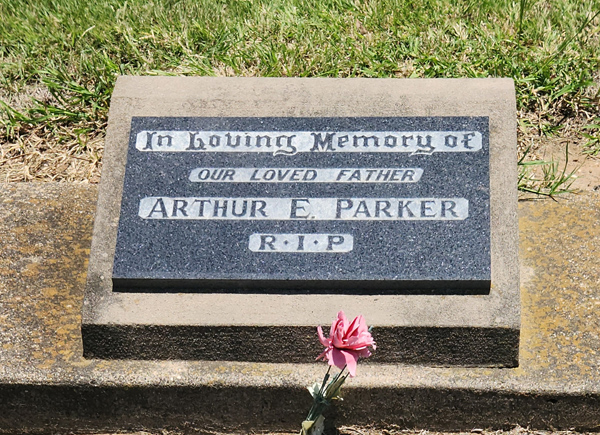 In Loving Memory of
OUR LOVED FATHER
ARTHUR E. PARKER
R·I·P